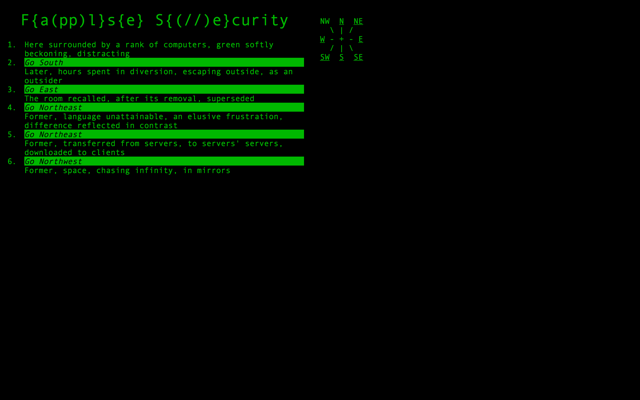 F{a(pp)l}s{e} S{(//)e}curity
1. Here surrounded by a rank of computers, green softly
beckoning, distracting
2. Go South
Later, hours spent in diversion, escaping outside, as an
outsider
3. Go East
The room recalled, after its removal, superseded
4. Go Northeast
Former, language unattainable, an elusive frustration,
difference reflected in contrast
5. Go Northeast
Former, transferred from servers, to servers' servers,
downloaded to clients
6. Go Northwest
Former, space, chasing infinity, in mirrors
NW N NE
\ | /
W - + - E
/ | \
SW S SE